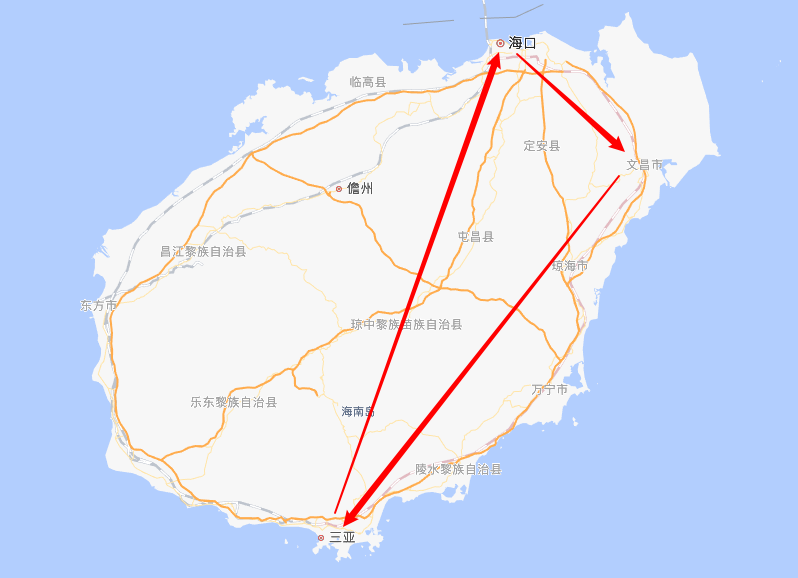 海口
临高县
定安县
文昌市
儋州
屯昌县
昌江黎族自治县
琼海市
东方市
琼中黎族苗族自治县
万宁市
乐东黎族自治县
海南岛
陵水黎族自治县
三亚